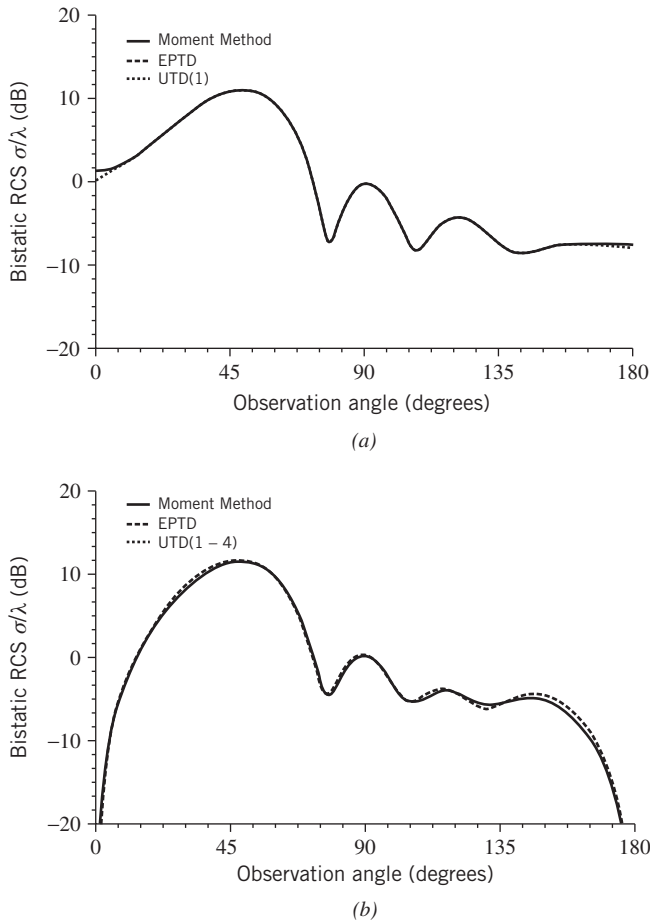 20
Moment Method
EPTD
UTD(1)
10
0
−10
−20
Bistatic RCS σ/λ (dB)
0 45 90 135 180
Observation angle (degrees)
(a)
20
Moment Method
EPTD
UTD(1 – 4)
10
0
−10
−20
Bistatic RCS σ/λ (dB)
0 45 90 135 180
Observation angle (degrees)
(b)